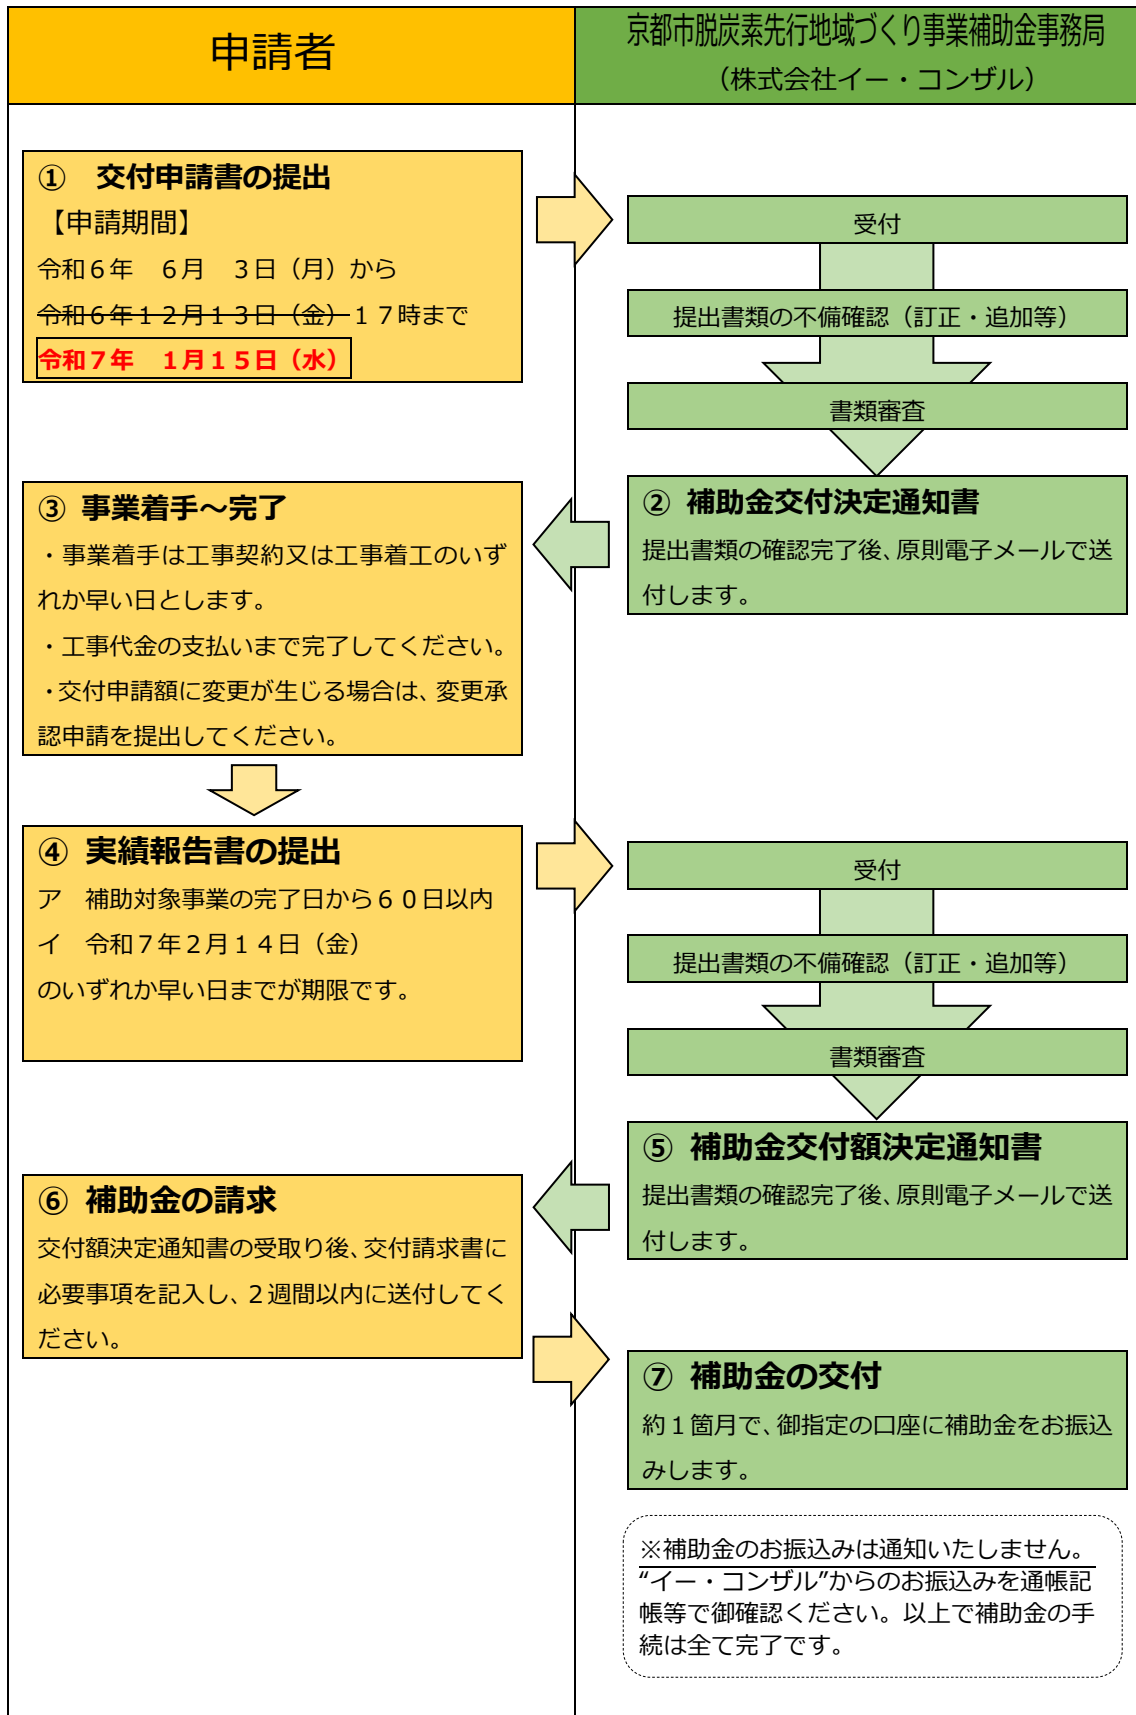 申請者
京都市脱炭素先行地域づくり事業補助金事務局
（株式会社イー・コンザル）
①　交付申請書の提出
【申請期間】
令和６年　６月　３日（月）から
令和６年１２月１３日（金）１７時まで
令和７年　１月１５日（水）
受付
提出書類の不備確認（訂正・追加等）
書類審査
② 補助金交付決定通知書
提出書類の確認完了後、原則電子メールで送
付します。
③ 事業着手～完了
・事業着手は工事契約又は工事着工のいず
れか早い日とします。
・工事代金の支払いまで完了してください。
・交付申請額に変更が生じる場合は、変更承
認申請を提出してください。
④ 実績報告書の提出
ア　補助対象事業の完了日から６０日以内
イ　令和７年２月１４日（金）
のいずれか早い日までが期限です。
受付
提出書類の不備確認（訂正・追加等）
書類審査
⑤ 補助金交付額決定通知書
提出書類の確認完了後、原則電子メールで送
付します。
⑥ 補助金の請求
交付額決定通知書の受取り後、交付請求書に
必要事項を記入し、２週間以内に送付してく
ださい。
⑦ 補助金の交付
約１箇月で、御指定の口座に補助金をお振込
みします。
※補助金のお振込みは通知いたしません。
“イー・コンザル”からのお振込みを通帳記
帳等で御確認ください。以上で補助金の手
続は全て完了です。